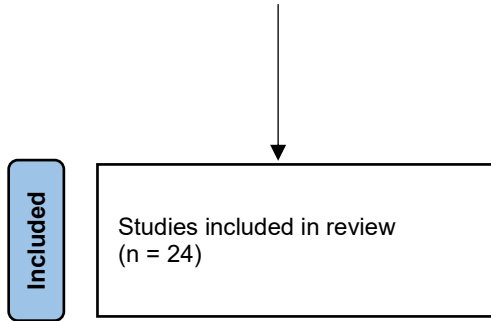 Included
Studies included in review
(n = 24)